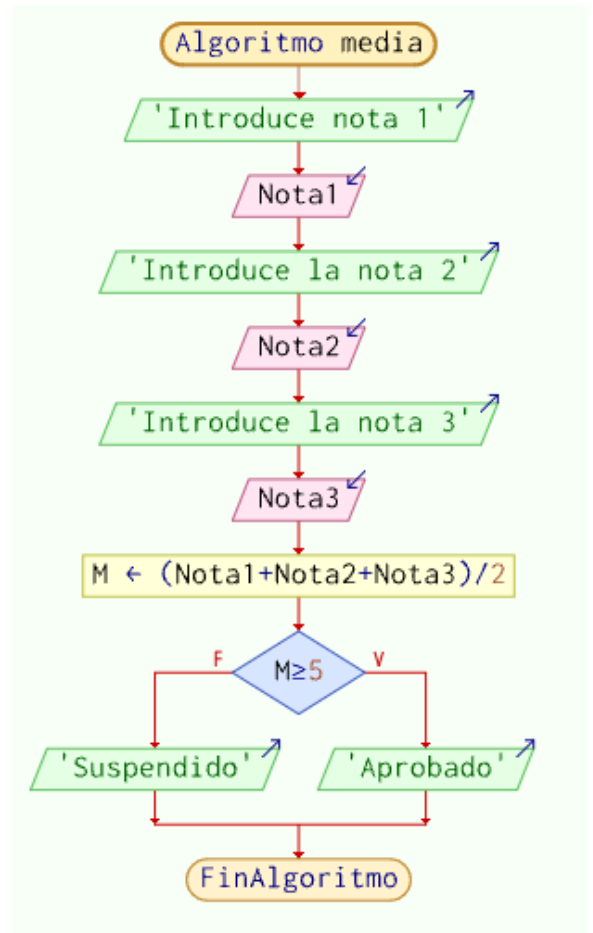 Algoritmo media
'Introduce nota 1'
Nota1
'Introduce la nota 2'
Nota2
'Introduce la nota 3'
Nota3
M ← (Nota1+Nota2+Nota3)/2
F
V
M≥5
'Suspendido'
'Aprobado'
FinAlgoritmo